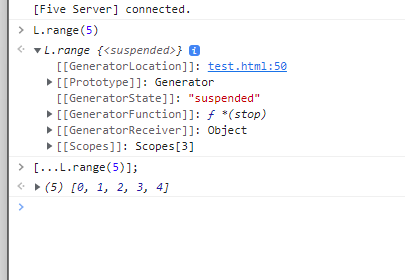 [Five Server] connected.
> L.range(5)
<· ▼ L.range {<suspended>} i
[[GeneratorLocation]]: test.html:50
▶ [[Prototype]]: Generator
[[GeneratorState]]: "suspended"
▶ [[GeneratorFunction]]: ƒ *(stop)
▶ [[GeneratorReceiver]]: Object
▶ [[Scopes]]: Scopes[3]
> [...L.range(5)];
<· ▶ (5) [0, 1, 2, 3, 4]
>